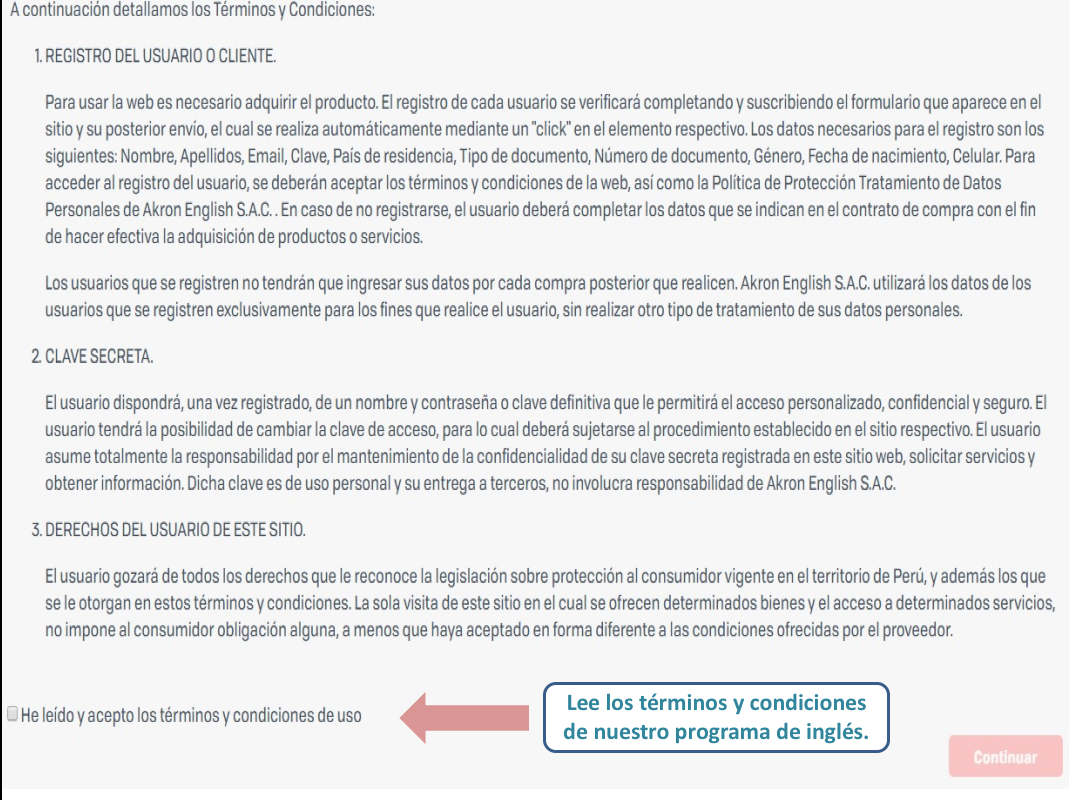 A continuación detallamos los Términos y Condiciones:
1. REGISTRO DEL USUARIO O CLIENTE.
Para usar la web es necesario adquirir el producto. El registro de cada usuario se verificará completando y suscribiendo el formulario que aparece en el
sitio y su posterior envío, el cual se realiza automáticamente mediante un "click" en el elemento respectivo. Los datos necesarios para el registro son los
siguientes: Nombre, Apellidos, Email, Clave, País de residencia, Tipo de documento, Número de documento, Género, Fecha de nacimiento, Celular. Para
acceder al registro del usuario, se deberán aceptar los términos y condiciones de la web, así como la Política de Protección Tratamiento de Datos
Personales de Akron English S.A.C. . En caso de no registrarse, el usuario deberá completar los datos que se indican en el contrato de compra con el fin
de hacer efectiva la adquisición de productos o servicios.
Los usuarios que se registren no tendrán que ingresar sus datos por cada compra posterior que realicen. Akron English S.A.C. utilizará los datos de los
usuarios que se registren exclusivamente para los fines que realice el usuario, sin realizar otro tipo de tratamiento de sus datos personales.
2. CLAVE SECRETA.
El usuario dispondrá, una vez registrado, de un nombre y contraseña o clave definitiva que le permitirá el acceso personalizado, confidencial y seguro. El
usuario tendrá la posibilidad de cambiar la clave de acceso, para lo cual deberá sujetarse al procedimiento establecido en el sitio respectivo. El usuario
asume totalmente la responsabilidad por el mantenimiento de la confidencialidad de su clave secreta registrada en este sitio web, solicitar servicios y
obtener información. Dicha clave es de uso personal y su entrega a terceros, no involucra responsabilidad de Akron English S.A.C.
3. DERECHOS DEL USUARIO DE ESTE SITIO.
El usuario gozará de todos los derechos que le reconoce la legislación sobre protección al consumidor vigente en el territorio de Perú, y además los que
se le otorgan en estos términos y condiciones. La sola visita de este sitio en el cual se ofrecen determinados bienes y el acceso a determinados servicios,
no impone al consumidor obligación alguna, a menos que haya aceptado en forma diferente a las condiciones ofrecidas por el proveedor.
He leído y acepto los términos y condiciones de uso
Lee los términos y condiciones
de nuestro programa de inglés.
Continuar